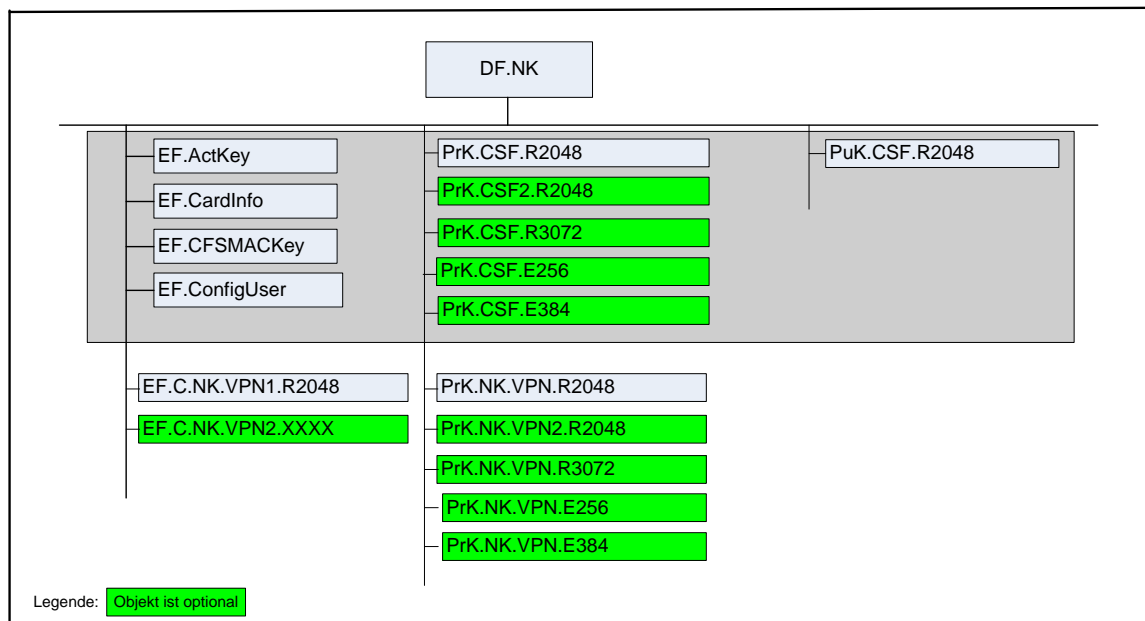 DF.NK
EF.ActKey
EF.CardInfo
EF.CFSMACKey
EF.ConfigUser
EF.C.NK.VPN1.R2048
EF.C.NK.VPN2.XXXX
PrK.CSF.R2048
PrK.CSF2.R2048
PrK.CSF.R3072
PrK.CSF.E256
PrK.CSF.E384
PrK.NK.VPN.R2048
PrK.NK.VPN2.R2048
PrK.NK.VPN.R3072
PrK.NK.VPN.E256
PrK.NK.VPN.E384
PuK.CSF.R2048
Legende: Objekt ist optional